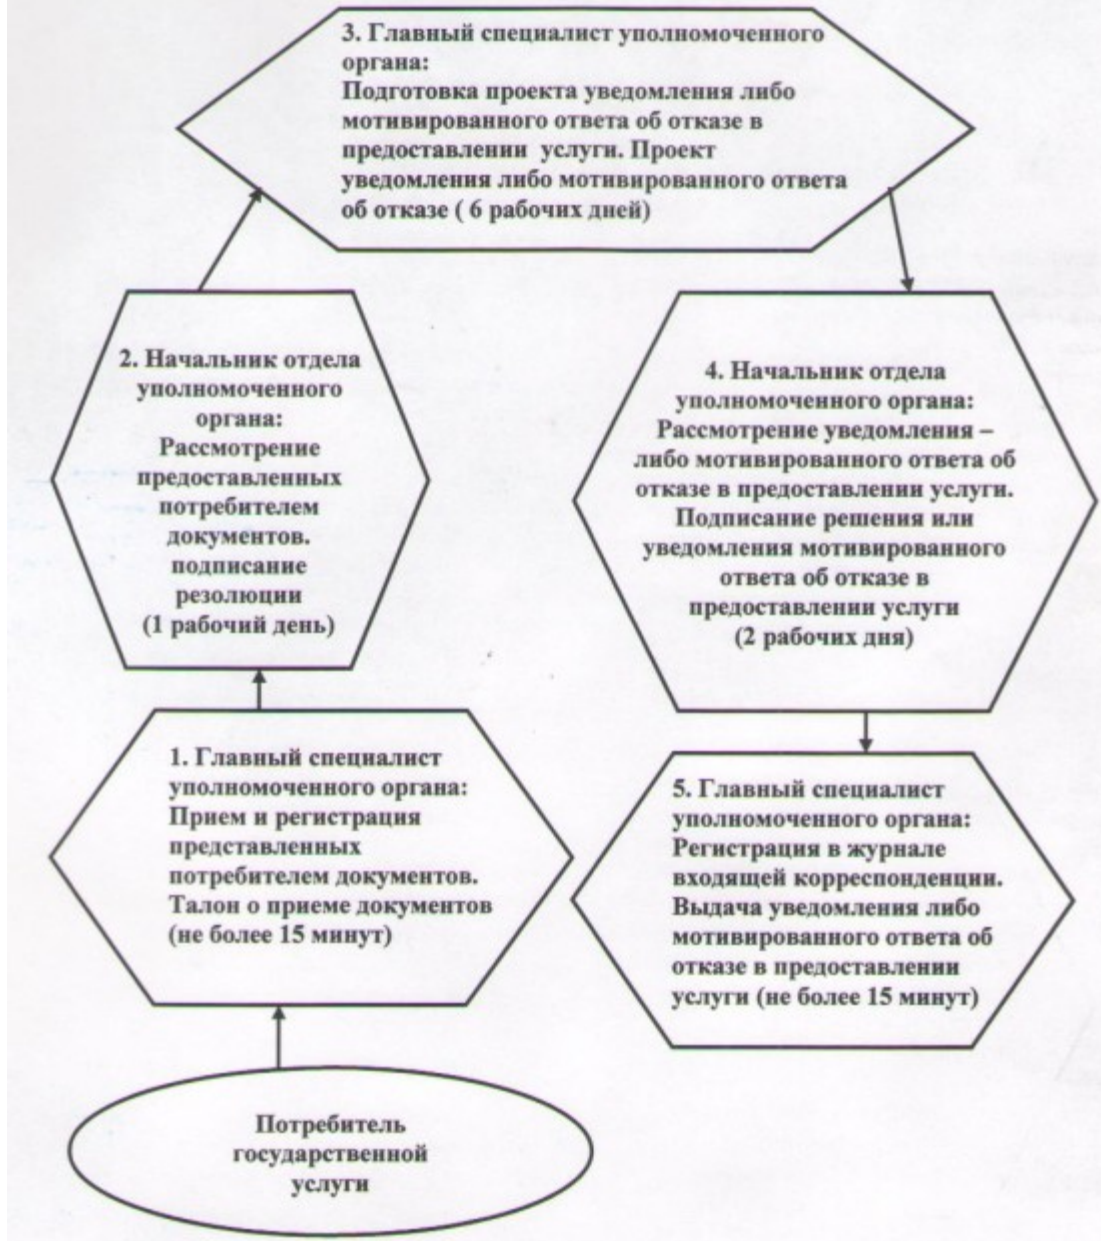 3. Главный специалист уполномоченного
органа:
Подготовка проекта уведомления либо
мотивированного ответа об отказе в
предоставлении услуги. Проект
уведомления либо мотивированного ответа
об отказе ( 6 рабочих дней)
2. Начальник отдела
уполномоченного
органа:
Рассмотрение
предоставленных
потребителем
документов.
подписание
резолюции
(1 рабочий день)
4. Начальник отдела
уполномоченного органа:
Рассмотрение уведомления –
либо мотивированного ответа об
отказе в предоставлении услуги.
Подписание решения или
уведомления мотивированного
ответа об отказе в
предоставлении услуги
(2 рабочих дня)
1. Главный специалист
уполномоченного органа:
Прием и регистрация
представленных
потребителем документов.
Талон о приеме документов
(не более 15 минут)
5. Главный специалист
уполномоченного органа:
Регистрация в журнале
входящей корреспонденции.
Выдача уведомления либо
мотивированного ответа об
отказе в предоставлении
услуги (не более 15 минут)
Потребитель
государственной
услуги